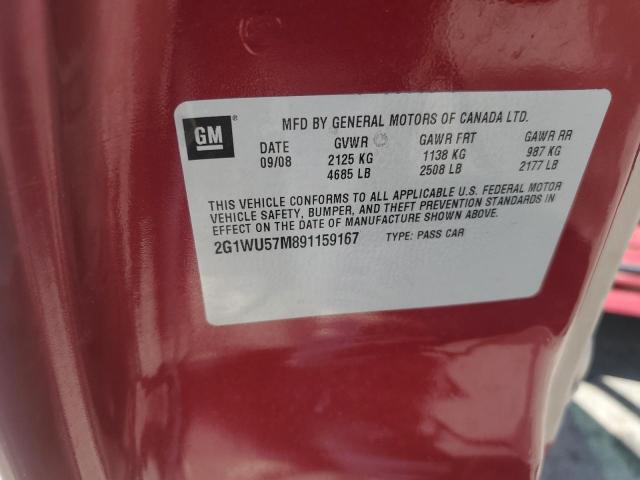 GM ®
MFD BY GENERAL MOTORS OF CANADA LTD.
DATE GVWR GAWR FRT GAWR RR
09/08 2125 KG 1138 KG 987 KG
4685 LB 2508 LB 2177 LB
THIS VEHICLE CONFORMS TO ALL APPLICABLE U.S. FEDERAL MOTOR
VEHICLE SAFETY, BUMPER, AND THEFT PREVENTION STANDARDS IN
EFFECT ON THE DATE OF MANUFACTURE SHOWN ABOVE.
2G1WU57M891159167 TYPE: PASS CAR